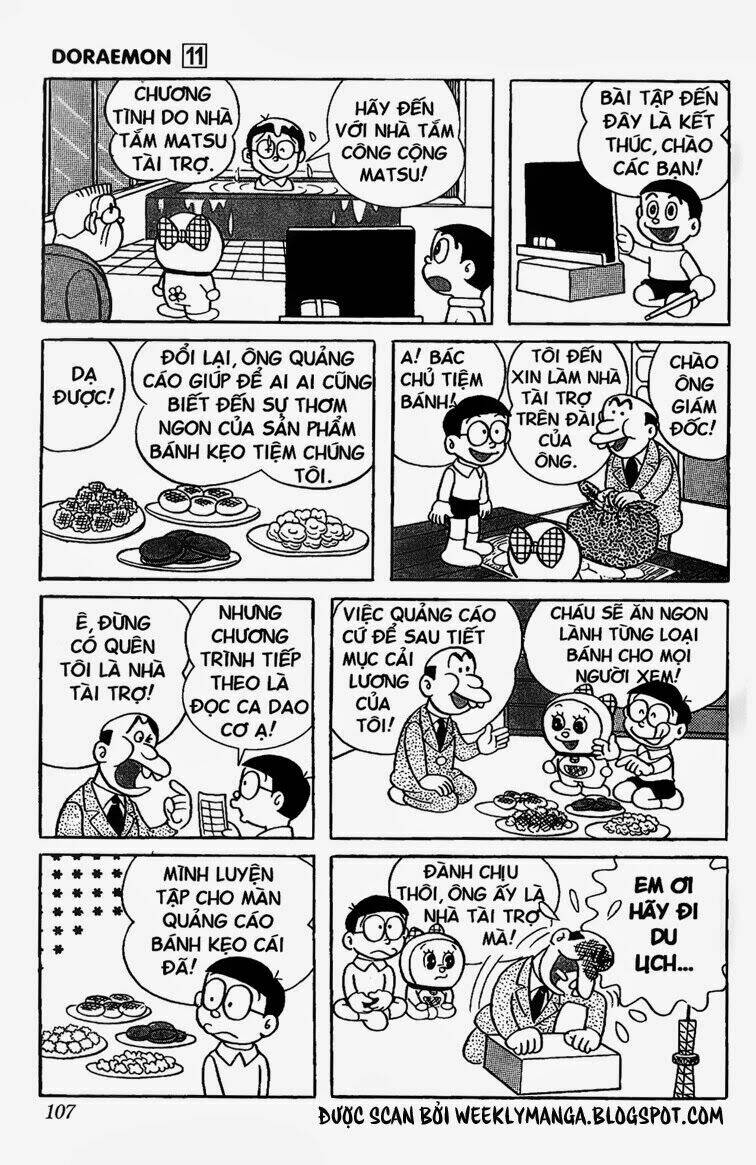 DORAEMON 11
BÀI TẬP ĐẾN
ĐÂY LÀ KẾT
THÚC, CHÀO
CÁC BẠN!
HÃY ĐẾN
VỚI NHÀ TẮM
CÔNG CỘNG
MATSU!
CHƯƠNG
TÌNH DO NHÀ
TẮM MATSU
TÀI TRỢ.
CHÀO
ÔNG
GIÁM
ĐỐC!
TÔI ĐẾN
XIN LÀM NHÀ
TÀI TRỢ
TRÊN ĐÀI
CỦA
ÔNG.
A! BÁC
CHỦ TIỆM
BÁNH!
ĐỔI LẠI, ÔNG QUẢNG
CÁO GIÚP ĐỂ AI AI CŨNG
BIẾT ĐẾN SỰ THƠM
NGON CỦA SẢN PHẨM
BÁNH KẸO TIỆM CHÚNG
TÔI.
DẠ
ĐƯỢC!
CHÁU SẼ ĂN NGON
LÀNH TỪNG LOẠI
BÁNH CHO MỌI
NGƯỜI XEM!
VIỆC QUẢNG CÁO
CỨ ĐỂ SAU TIẾT
MỤC CẢI
LƯƠNG
CỦA
TÔI!
NHƯNG
CHƯƠNG
TRÌNH TIẾP
THEO LÀ
ĐỌC CA DAO
CƠ Ạ!
Ê, ĐỪNG
CÓ QUÊN
TÔI LÀ NHÀ
TÀI TRỢ!
EM ƠI
HÃY ĐI
DU
LỊCH...
ĐÀNH CHỊU
THÔI, ÔNG ẤY LÀ
NHÀ TÀI TRỢ
MÀ!
MÌNH LUYỆN
TẬP CHO MÀN
QUẢNG CÁO
BÁNH KẸO CÁI
ĐÃ!
107
ĐƯỢC SCAN BỞI WEEKLYMANGA.BLOGSPOT.COM